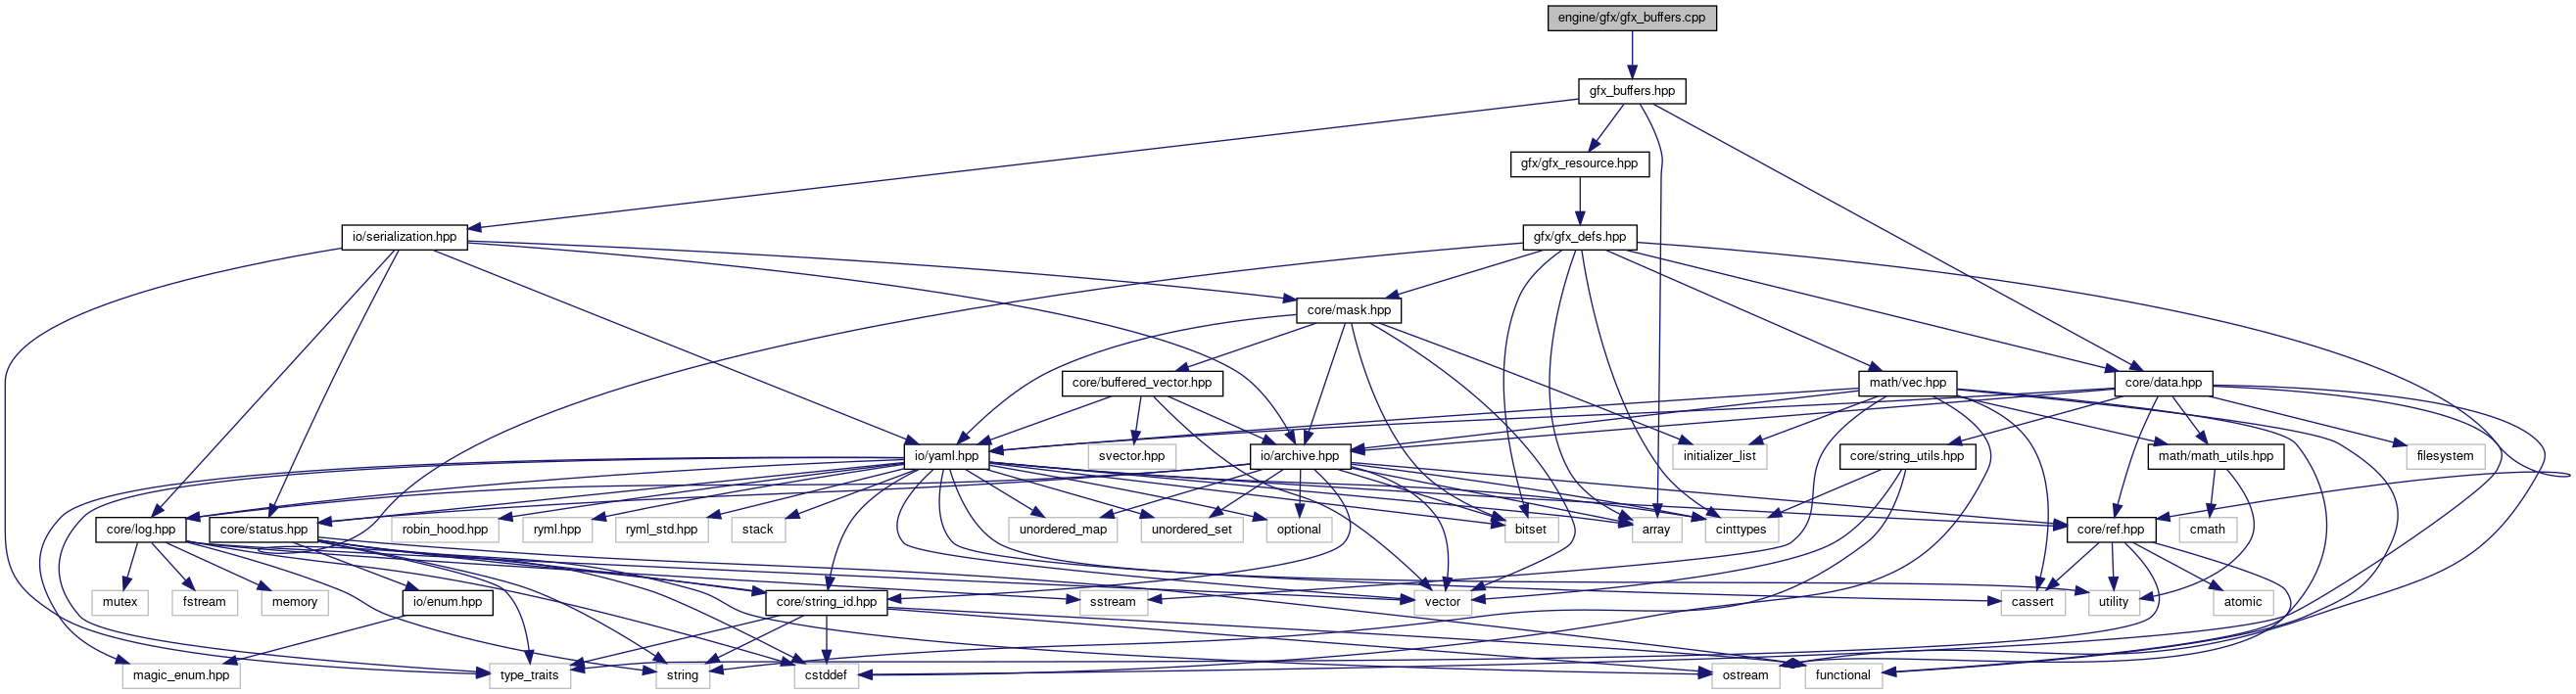 engine/gfx/gfx_buffers.cpp
gfx_buffers.hpp
gfx/gfx_resource.hpp
io/serialization.hpp
gfx/gfx_defs.hpp
core/mask.hpp
core/buffered_vector.hpp
math/vec.hpp
core/data.hpp
io/yaml.hpp
svector.hpp
io/archive.hpp
initializer_list
core/string_utils.hpp
math/math_utils.hpp
filesystem
core/log.hpp
core/status.hpp
robin_hood.hpp
ryml.hpp
ryml_std.hpp
stack
unordered_map
unordered_set
optional
bitset
array
cinttypes
core/ref.hpp
cmath
mutex
fstream
memory
io/enum.hpp
core/string_id.hpp
sstream
vector
cassert
utility
atomic
magic_enum.hpp
type_traits
string
cstddef
ostream
functional